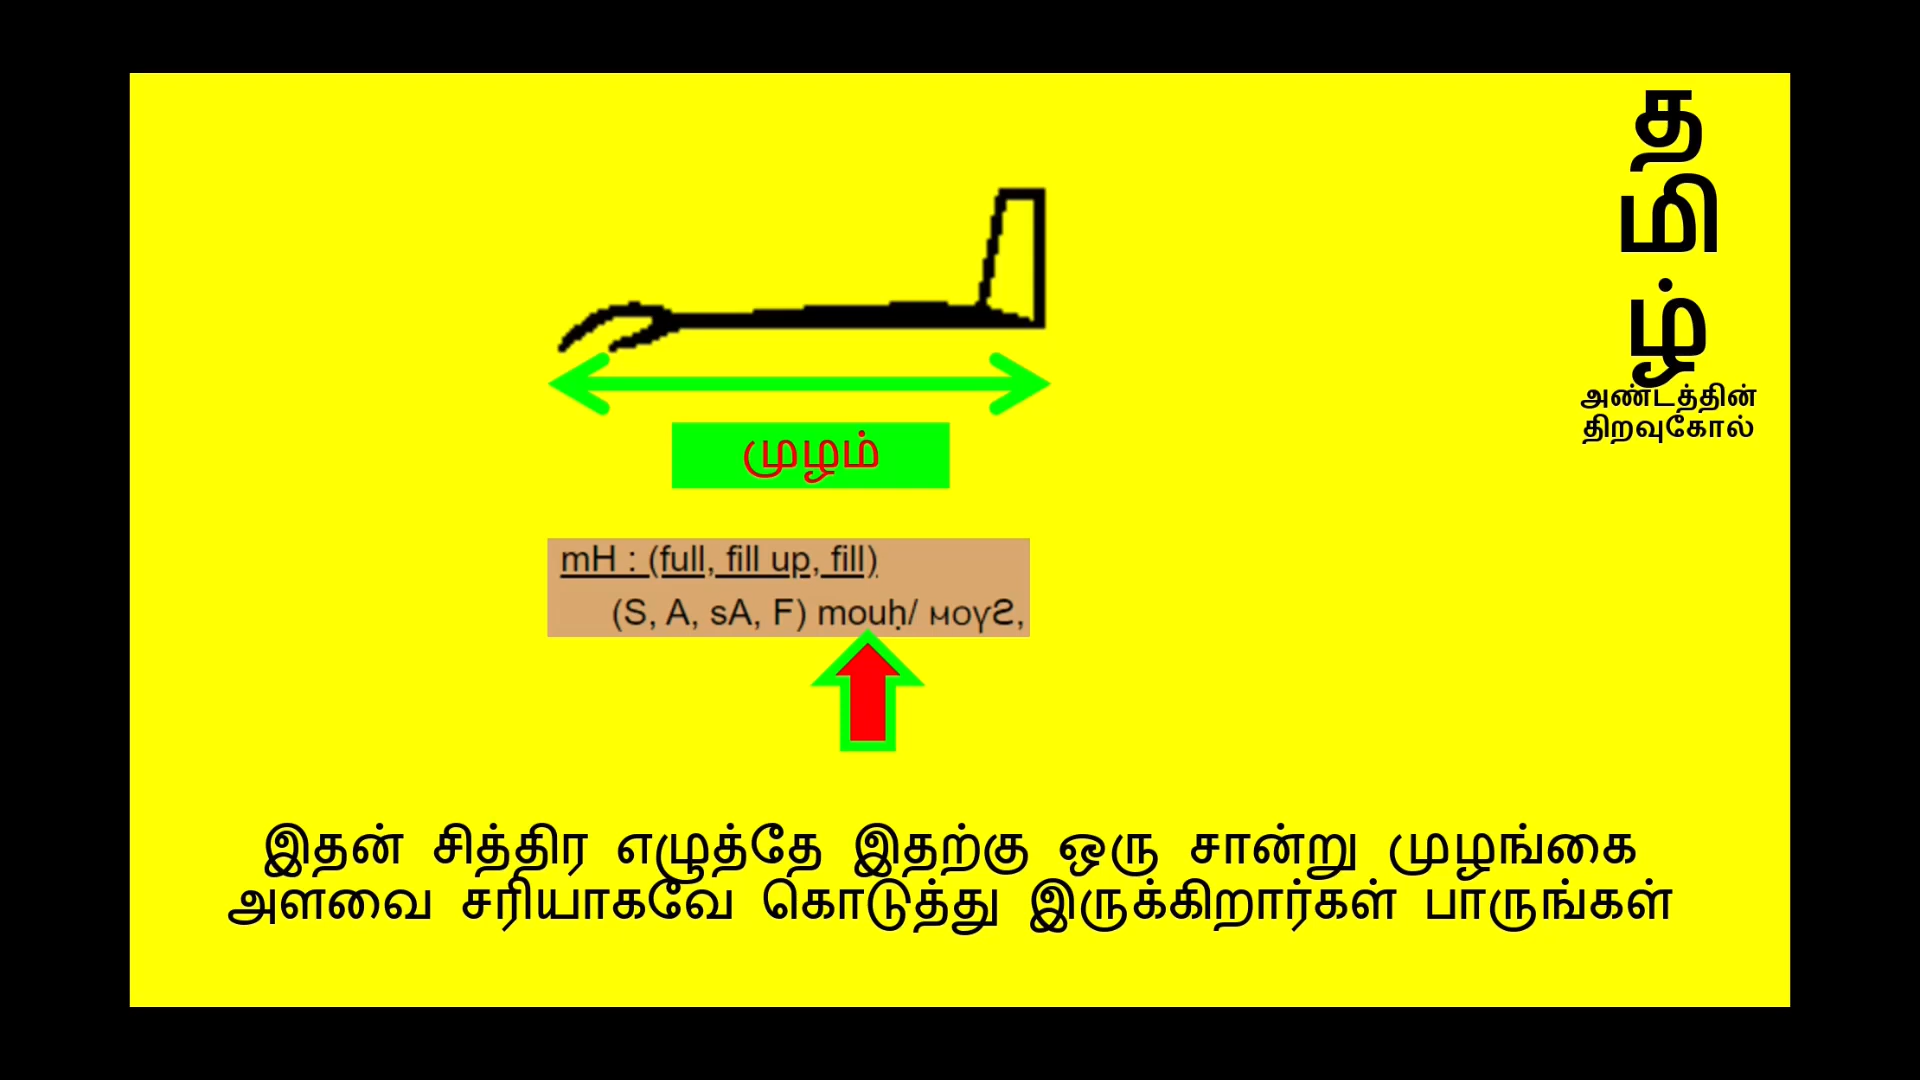 த
மி
ழ்
அண்டத்தின்
திறவுகோல்
முழம்
mH : (full, fill up, fill)
(S, A, sA, F) mouḥ/ ⲙⲟⲩϩ,
இதன் சித்திர எழுத்தே இதற்கு ஒரு சான்று முழங்கை
அளவை சரியாகவே கொடுத்து இருக்கிறார்கள் பாருங்கள்